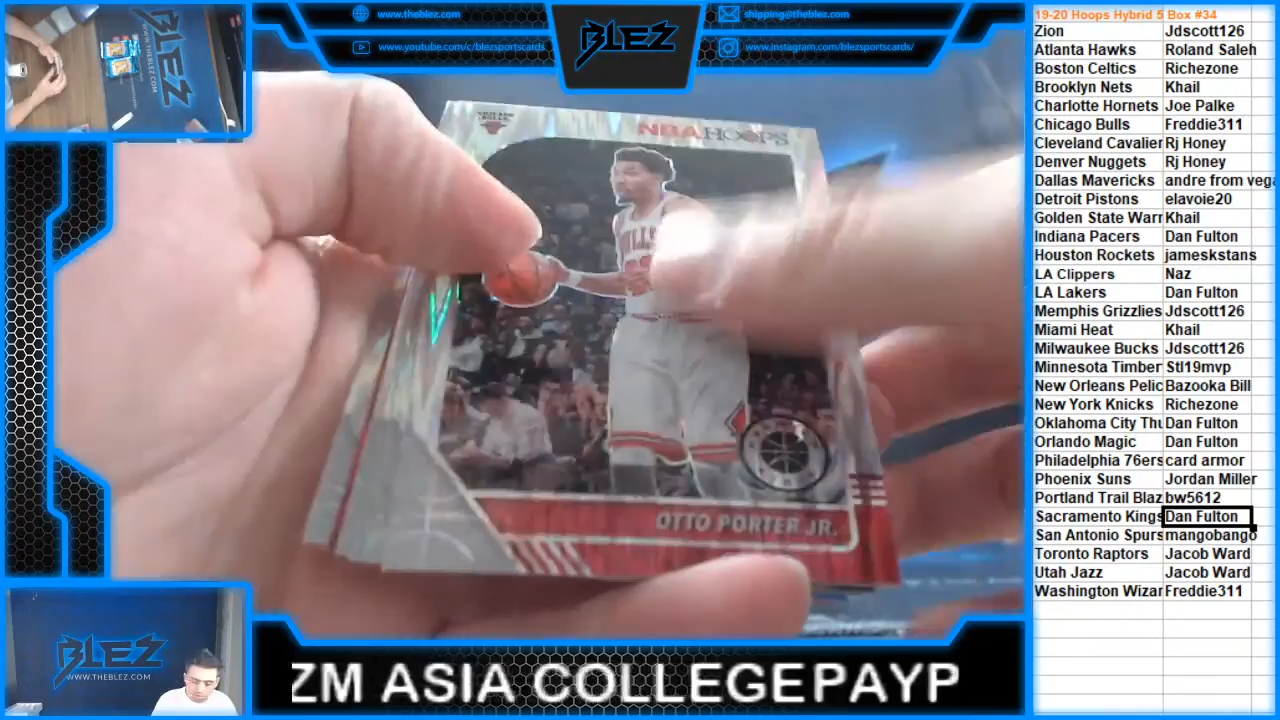 www.theblez.com
www.youtube.com/c/blezsportscards
BLEZ
shipping@theblez.com
www.instagram.com/blezsportscards/
BLEZ
WWW.THEBLEZ.COM
NBA HOOPS
BULLS
OTTO PORTER JR.
BLEZ
WWW.THEBLEZ.COM
ZM ASIA COLLEGEPAYP
19-20 Hoops Hybrid 5 Box #34
Zion Jdscott126
Atlanta Hawks Roland Saleh
Boston Celtics Richezone
Brooklyn Nets Khail
Charlotte Hornets Joe Palke
Chicago Bulls Freddie311
Cleveland Cavalier Rj Honey
Denver Nuggets Rj Honey
Dallas Mavericks andre from vega
Detroit Pistons elavoie20
Golden State Warr Khail
Indiana Pacers Dan Fulton
Houston Rockets jameskstans
LA Clippers Naz
LA Lakers Dan Fulton
Memphis Grizzlies Jdscott126
Miami Heat Khail
Milwaukee Bucks Jdscott126
Minnesota Timber Stl19mvp
New Orleans Pelic Bazooka Bill
New York Knicks Richezone
Oklahoma City Thu Dan Fulton
Orlando Magic Dan Fulton
Philadelphia 76ers card armor
Phoenix Suns Jordan Miller
Portland Trail Blaz bw5612
Sacramento Kings Dan Fulton
San Antonio Spurs mangobango
Toronto Raptors Jacob Ward
Utah Jazz Jacob Ward
Washington Wizar Freddie311